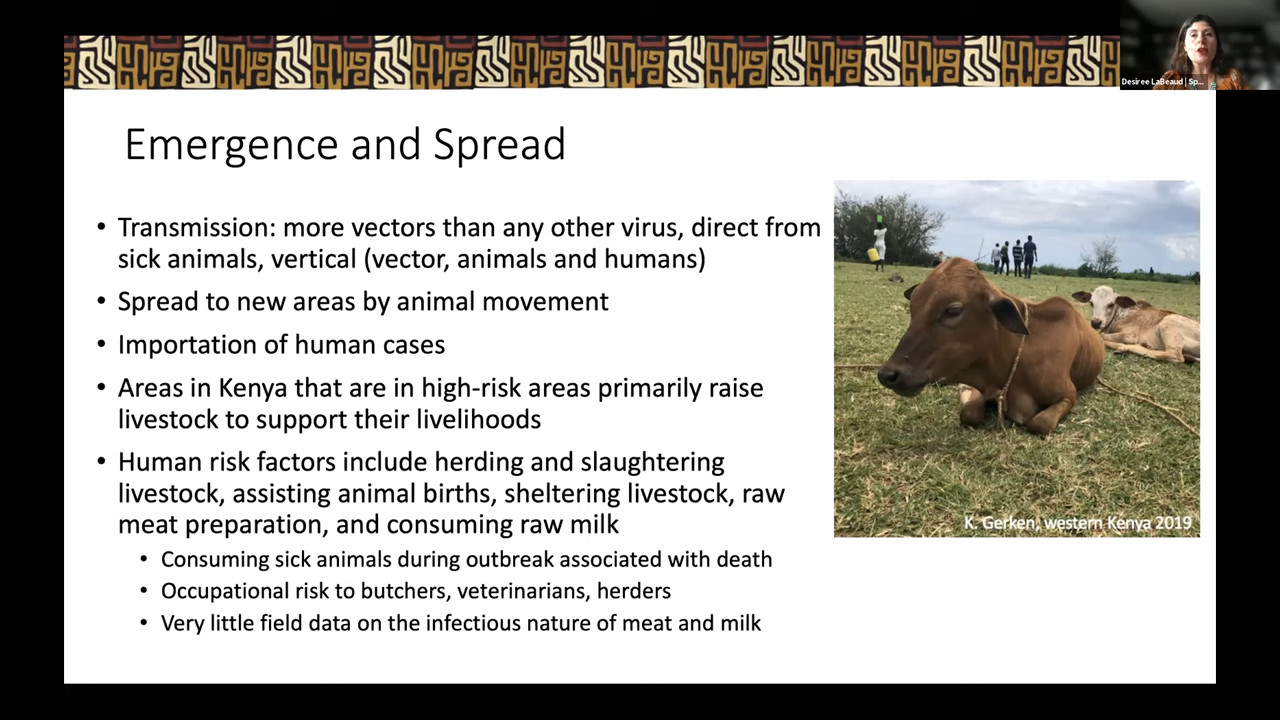 Desiree LaBeaud | Sp...
Emergence and Spread
• Transmission: more vectors than any other virus, direct from
sick animals, vertical (vector, animals and humans)
• Spread to new areas by animal movement
• Importation of human cases
• Areas in Kenya that are in high-risk areas primarily raise
livestock to support their livelihoods
• Human risk factors include herding and slaughtering
livestock, assisting animal births, sheltering livestock, raw
meat preparation, and consuming raw milk
• Consuming sick animals during outbreak associated with death
• Occupational risk to butchers, veterinarians, herders
• Very little field data on the infectious nature of meat and milk
K. Gerken, western Kenya 2019